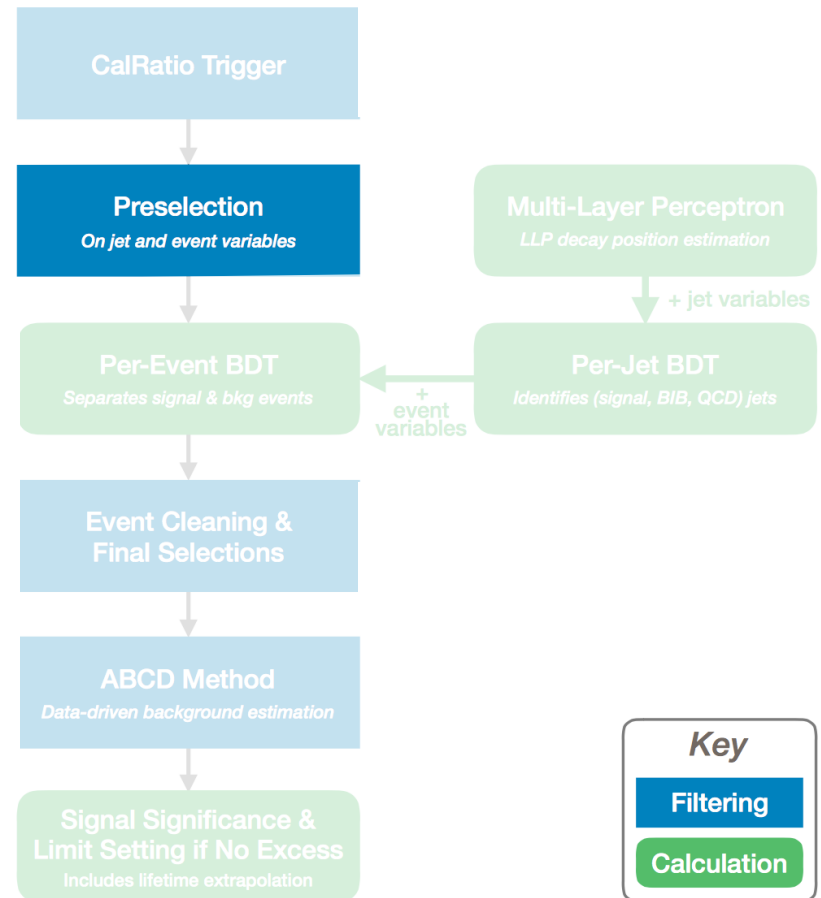 CalRatio Trigger
Preselection
On jet and event variables
Multi-Layer Perceptron
LLP decay position estimation
+ jet variables
Per-Event BDT
Separates signal & bkg events
+
event
variables
Per-Jet BDT
Identifies (signal, BIB, QCD) jets
Event Cleaning &
Final Selections
ABCD Method
Data-driven background estimation
Signal Significance &
Limit Setting if No Excess
Includes lifetime extrapolation
Key
Filtering
Calculation